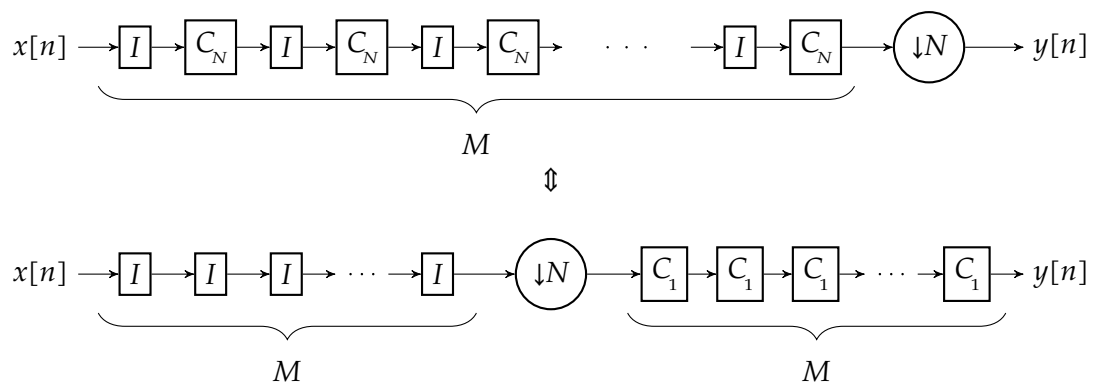 x[n] I C_N I C_N I C_N · · · I C_N ↓N y[n]
M
⇕
x[n] I I I · · · I ↓N C_1 C_1 C_1 · · · C_1 y[n]
M M